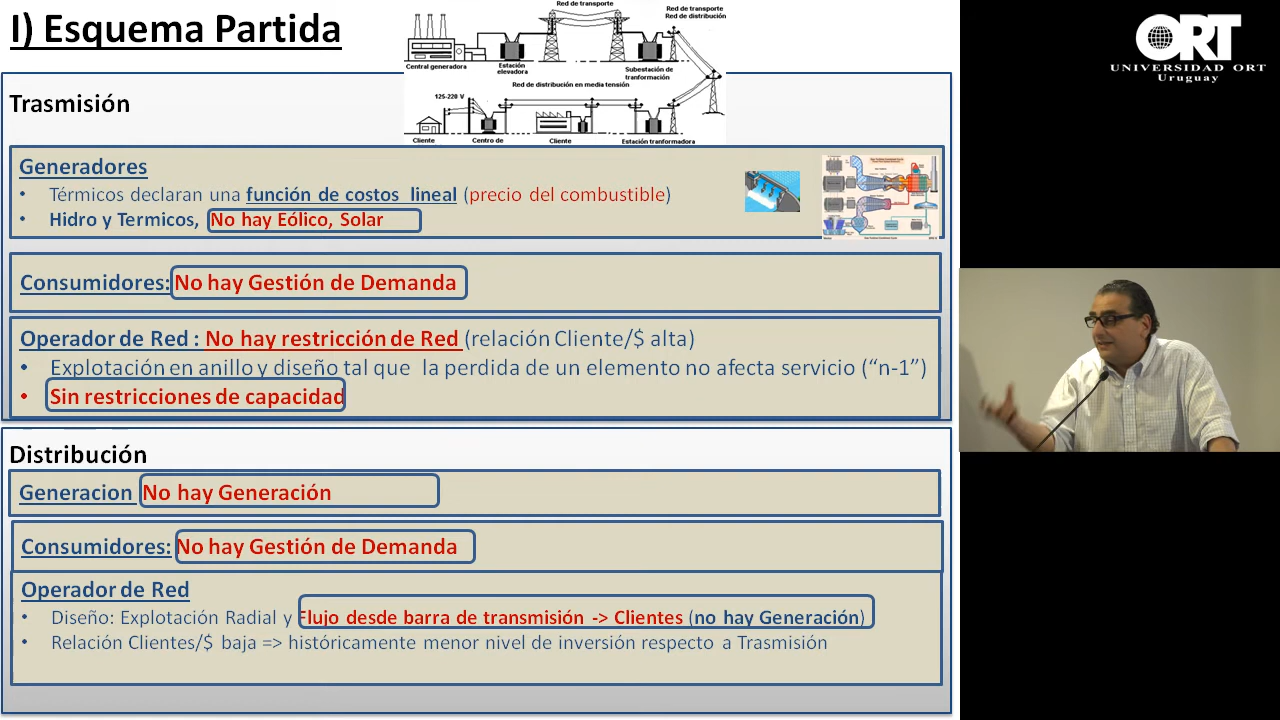 I) Esquema Partida
Red de transporte
Red de transporte
Red de distribución
Central generadora
Estación
elevadora
Subestación de
tranformación
Red de distribución en media tensión
125-220 V
Cliente
Centro de
Cliente
Estación tranformadora
ORT
UNIVERSIDAD ORT
Uruguay
Trasmisión
Generadores
• Térmicos declaran una función de costos lineal (precio del combustible)
• Hidro y Termicos, No hay Eólico, Solar
Consumidores: No hay Gestión de Demanda
Operador de Red : No hay restricción de Red (relación Cliente/$ alta)
• Explotación en anillo y diseño tal que la perdida de un elemento no afecta servicio ("n-1")
• Sin restricciones de capacidad
Distribución
Generacion No hay Generación
Consumidores: No hay Gestión de Demanda
Operador de Red
• Diseño: Explotación Radial y Flujo desde barra de transmisión -> Clientes (no hay Generación)
• Relación Clientes/$ baja => históricamente menor nivel de inversión respecto a Trasmisión